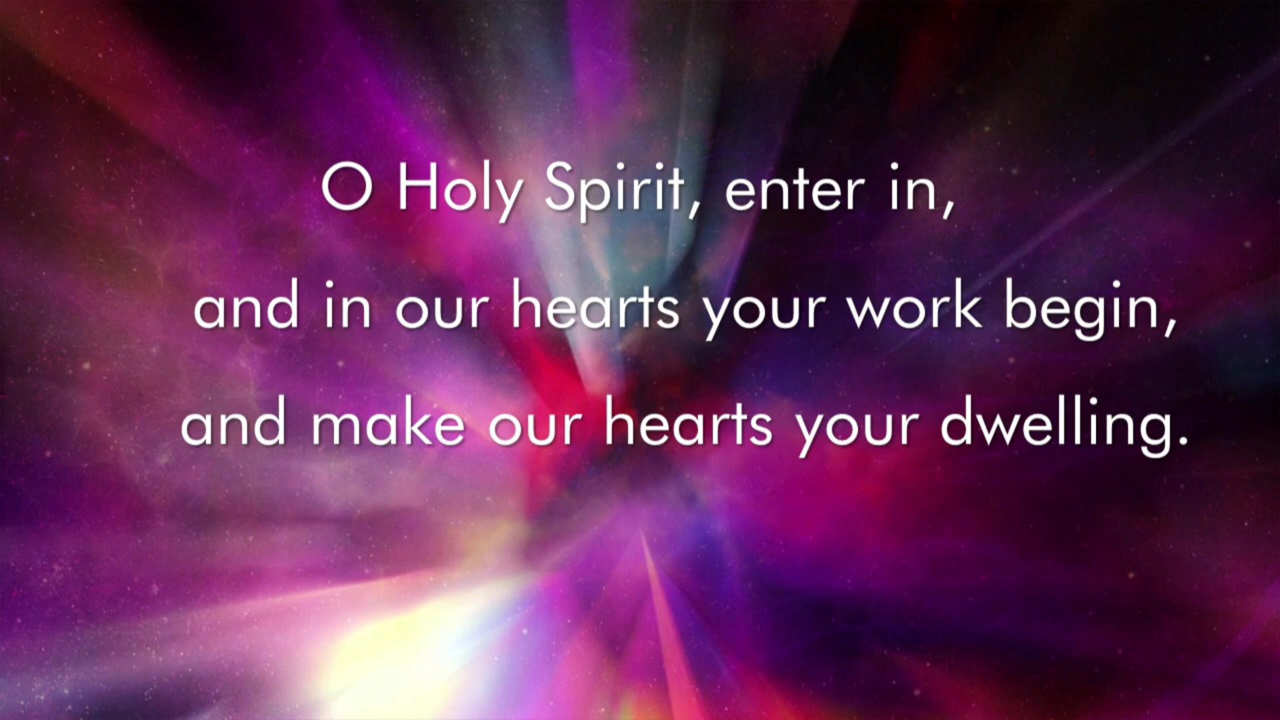 O Holy Spirit, enter in,
and in our hearts your work begin,
and make our hearts your dwelling.